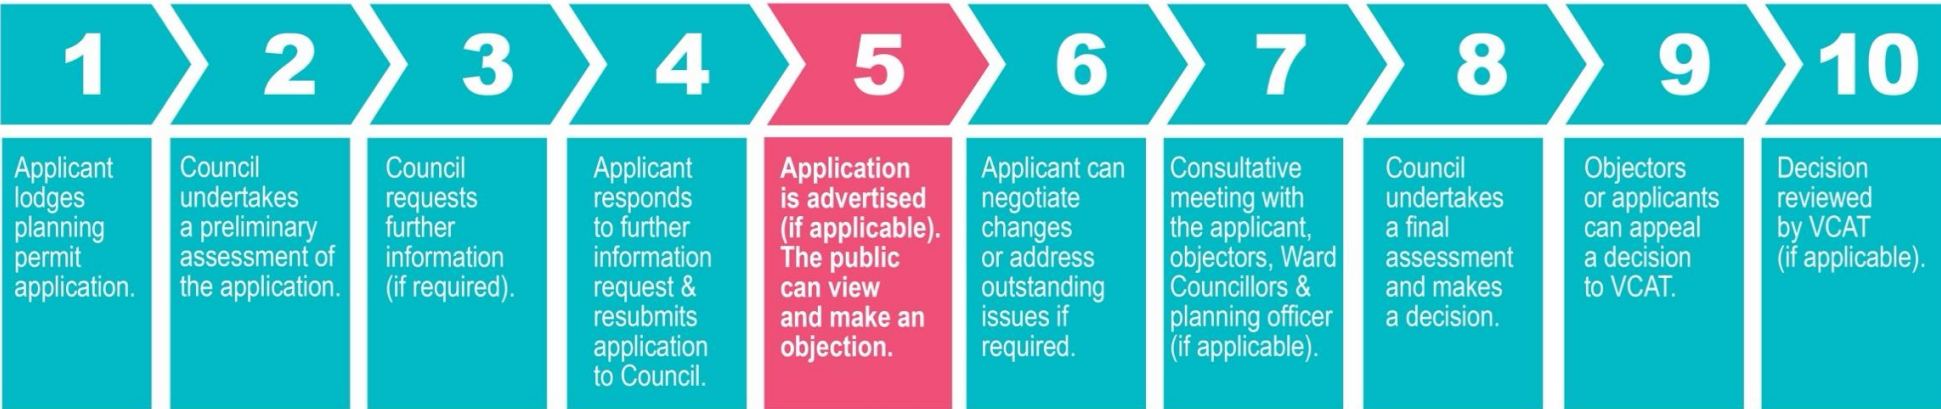 1
2
3
4
5
6
7
8
9
10
Applicant
lodges
planning
permit
application.
Council
undertakes
a preliminary
assessment of
the application.
Council
requests
further
information
(if required).
Applicant
responds
to further
information
request &
resubmits
application
to Council.
Application
is advertised
(if applicable).
The public
can view
and make an
objection.
Applicant can
negotiate
changes
or address
outstanding
issues if
required.
Consultative
meeting with
the applicant,
objectors, Ward
Councillors &
planning officer
(if applicable).
Council
undertakes
a final
assessment
and makes
a decision.
Objectors
or applicants
can appeal
a decision
to VCAT.
Decision
reviewed
by VCAT
(if applicable).